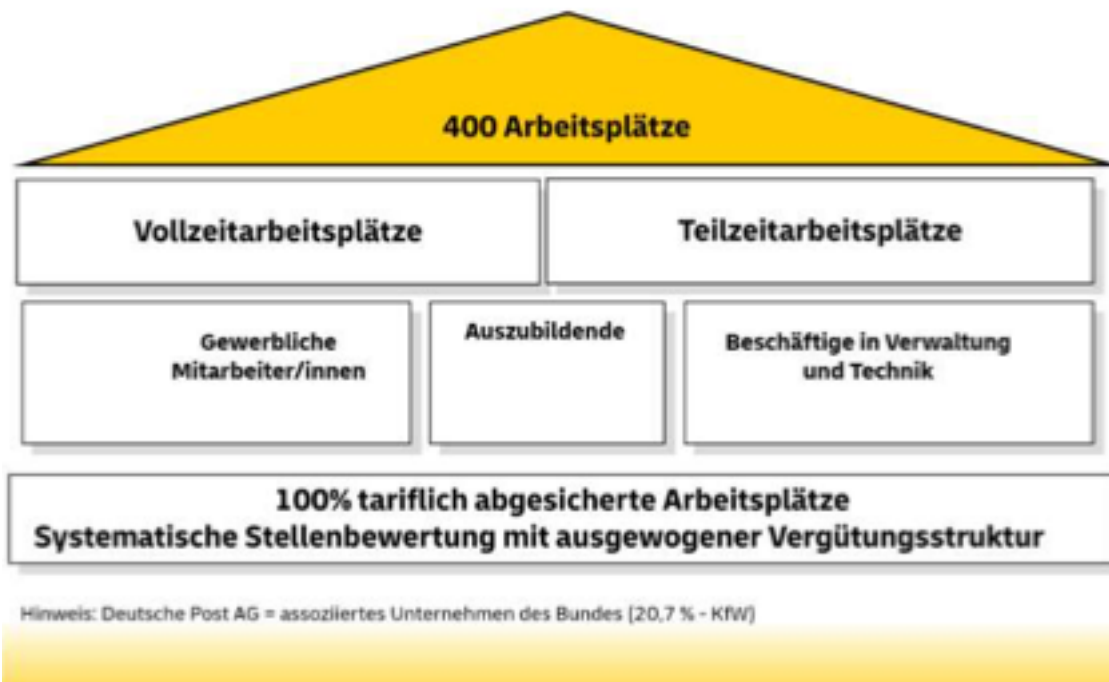 400 Arbeitsplätze
Vollzeitarbeitsplätze
Teilzeitarbeitsplätze
Gewerbliche
Mitarbeiter/innen
Auszubildende
Beschäftige in Verwaltung
und Technik
100% tariflich abgesicherte Arbeitsplätze
Systematische Stellenbewertung mit ausgewogener Vergütungsstruktur
Hinweis: Deutsche Post AG = assoziiertes Unternehmen des Bundes (20,7 % - KfW)